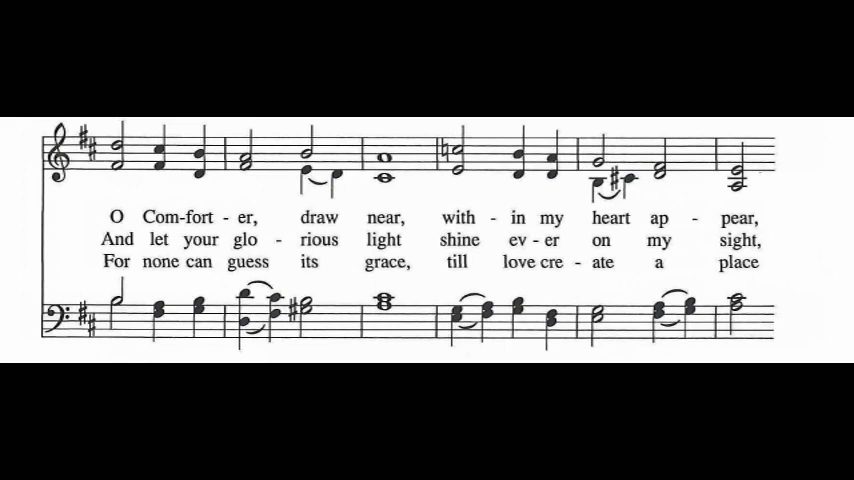 O Com-fort - er, draw near, with - in my heart ap - pear,
And let your glo - rious light shine ev - er on my sight,
For none can guess its grace, till love cre - ate a place